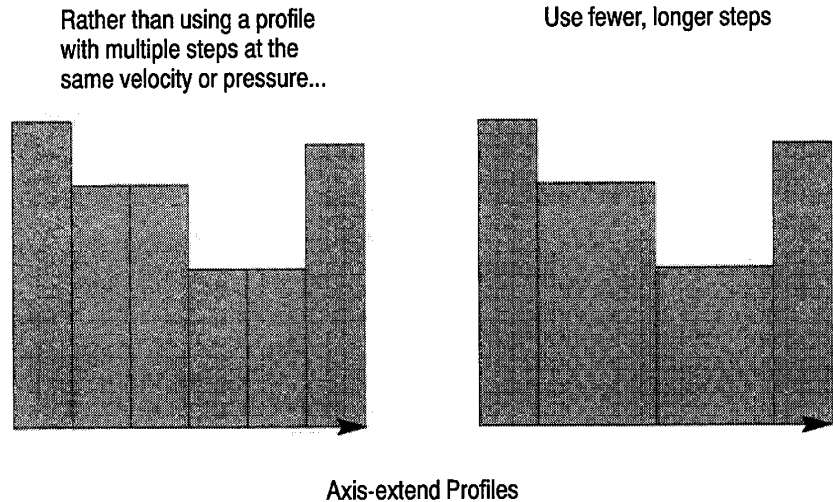 Rather than using a profile
with multiple steps at the
same velocity or pressure...
Use fewer, longer steps
Axis-extend Profiles